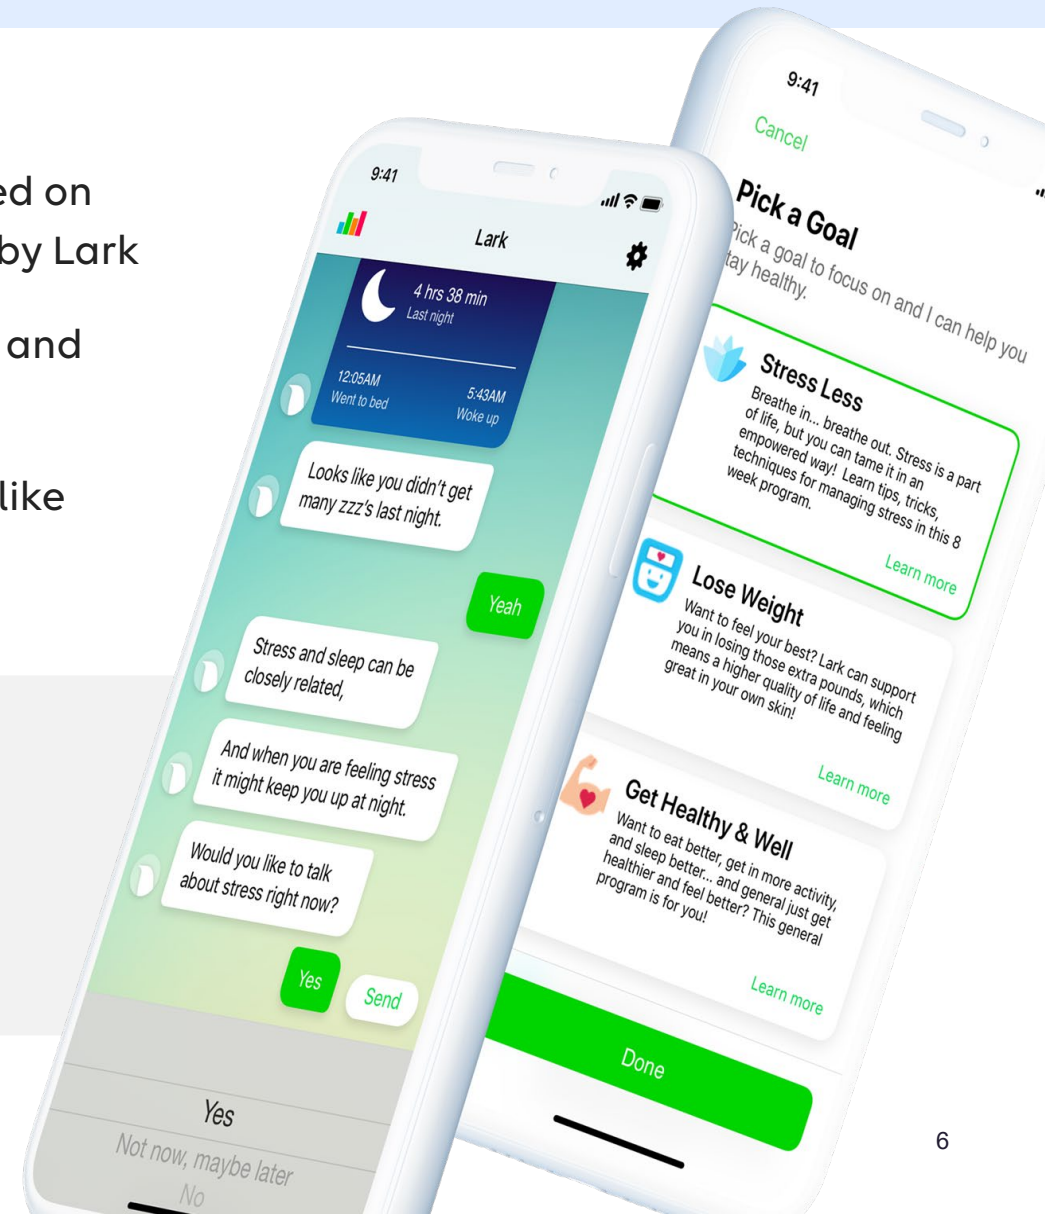 ed on
by Lark
and
like
9:41
Lark
4 hrs 38 min
Last night
12:05AM
Went to bed
5:43AM
Woke up
Looks like you didn't get
many zzz's last night.
Yeah
Stress and sleep can be
closely related,
And when you are feeling stress
it might keep you up at night.
Would you like to talk
about stress right now?
Yes
Send
Yes
Not now, maybe later
No
9:41
Cancel
Pick a Goal
Pick a goal to focus on and I can help you
tay healthy.
Stress Less
Breathe in... breathe out. Stress is a part
of life, but you can tame it in an
empowered way! Learn tips, tricks,
techniques for managing stress in this 8
week program.
Learn more
Lose Weight
Want to feel your best? Lark can support
you in losing those extra pounds, which
means a higher quality of life and feeling
great in your own skin!
Learn more
Get Healthy & Well
Want to eat better, get in more activity,
and sleep better... and general just get
healthier and feel better? This general
program is for you!
Learn more
Done
6